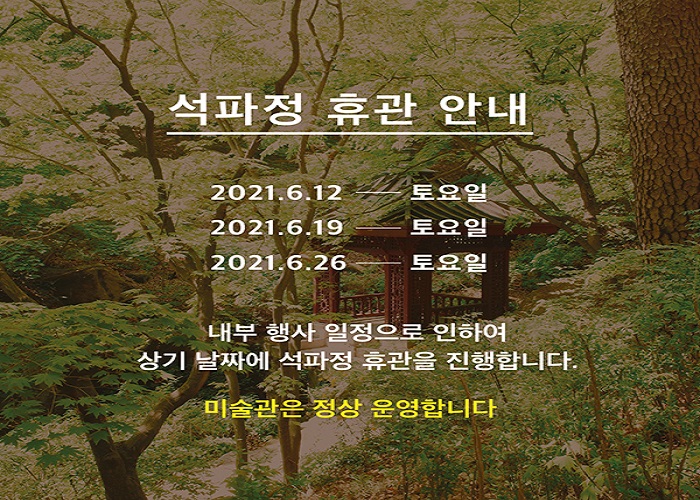 석파정 휴관 안내
2021.6.12 ── 토요일
2021.6.19 ── 토요일
2021.6.26 ── 토요일
내부 행사 일정으로 인하여
상기 날짜에 석파정 휴관을 진행합니다.
미술관은 정상 운영합니다